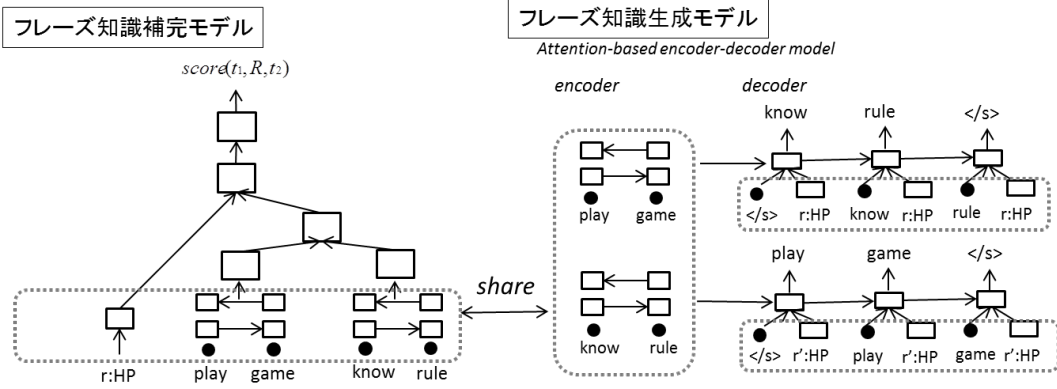 フレーズ知識補完モデル
score(t₁,R,t₂)
r:HP
play game
know rule
share
フレーズ知識生成モデル
Attention-based encoder-decoder model
encoder
decoder
play game
know rule
know rule </s>
</s> r:HP know r:HP rule r:HP
play game </s>
</s> r':HP play r':HP game r':HP